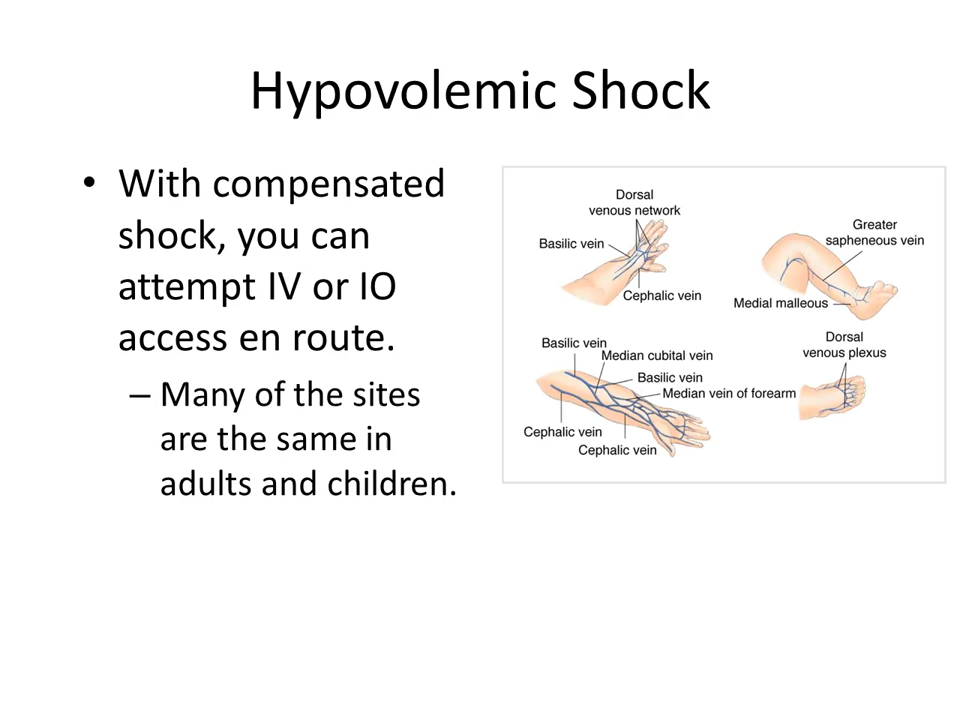 Hypovolemic Shock
• With compensated
shock, you can
attempt IV or IO
access en route.
– Many of the sites
are the same in
adults and children.
Dorsal
venous network
Basilic vein
Cephalic vein
Greater
sapheneous vein
Medial malleous
Basilic vein
Median cubital vein
Basilic vein
Median vein of forearm
Cephalic vein
Cephalic vein
Dorsal
venous plexus